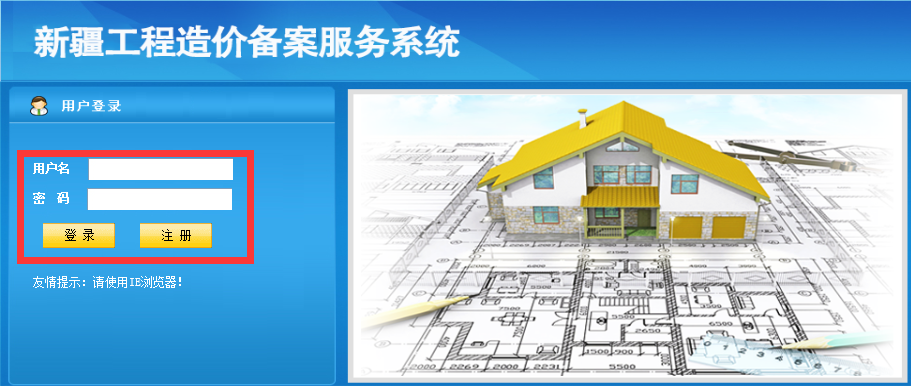 新疆工程造价备案服务系统
用户登录
用户名
密 码
登 录 注 册
友情提示：请使用IE浏览器！